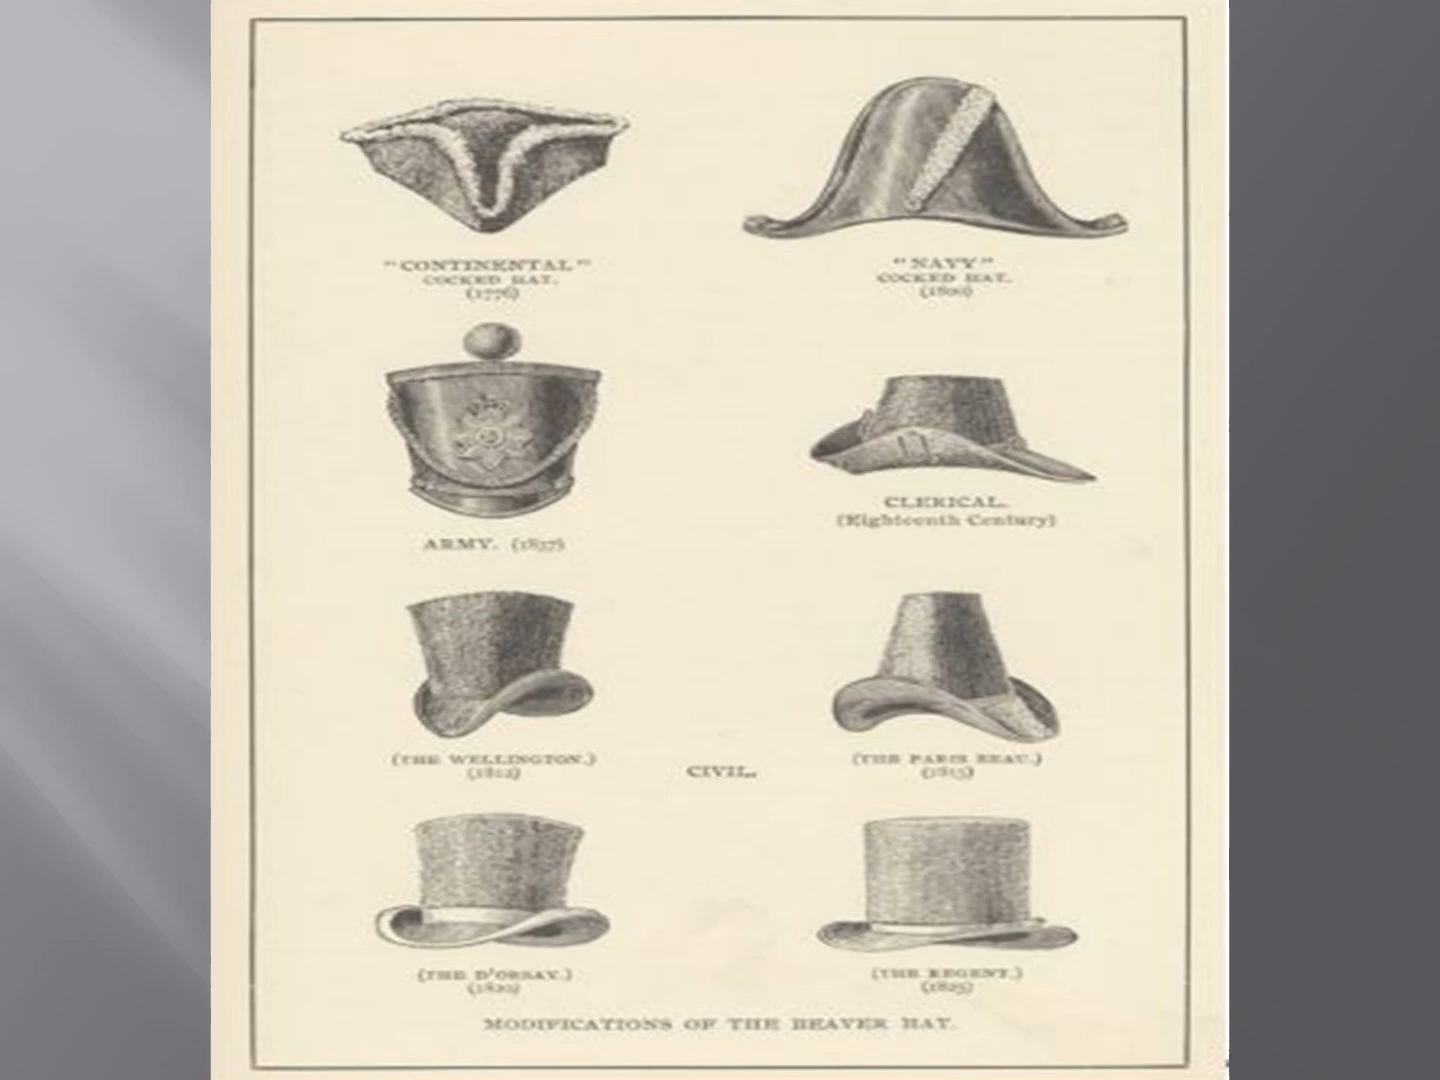 "CONTINENTAL"
COCKED HAT.
(1776)
"NAVY"
COCKED HAT.
(1800)
ARMY. (1837)
CLERICAL.
(Eighteenth Century)
(THE WELLINGTON.)
(1812)
CIVIL.
(THE PARIS BEAU.)
(1815)
(THE D'ORSAY.)
(1820)
(THE REGENT.)
(1825)
MODIFICATIONS OF THE BEAVER HAT.